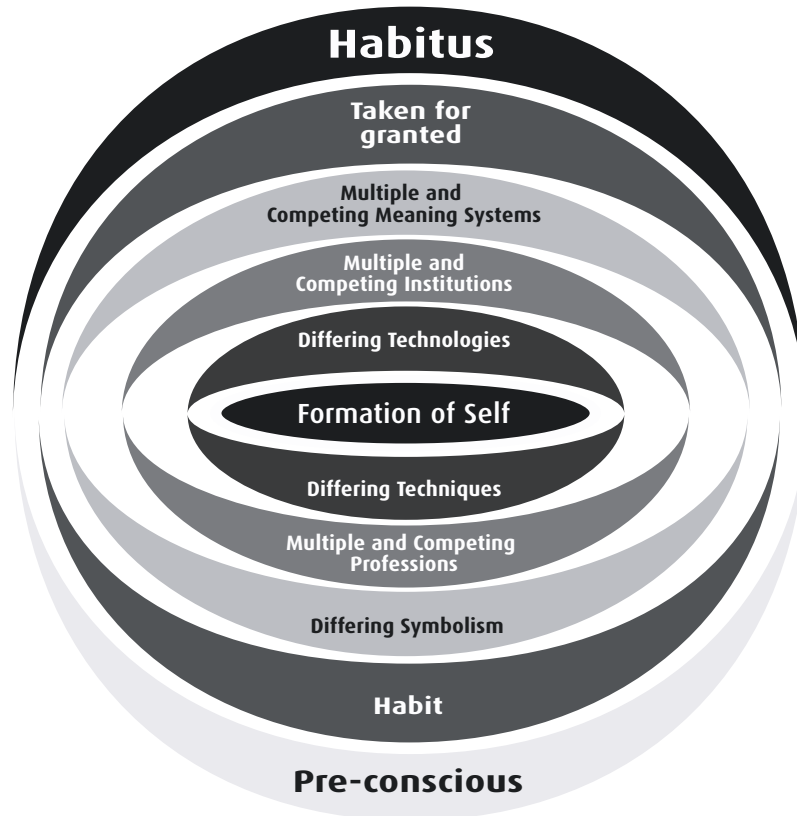 Habitus
Taken for
granted
Multiple and
Competing Meaning Systems
Multiple and
Competing Institutions
Differing Technologies
Formation of Self
Differing Techniques
Multiple and Competing
Professions
Differing Symbolism
Habit
Pre-conscious